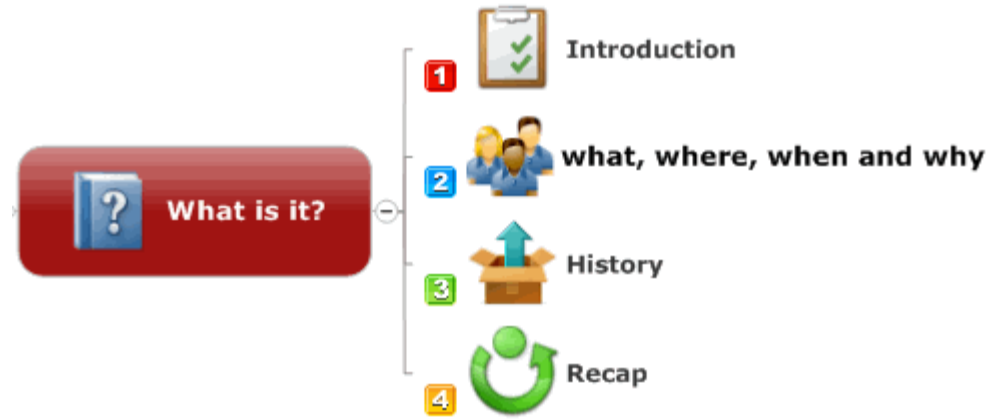 What is it?
1
Introduction
2
what, where, when and why
3
History
4
Recap